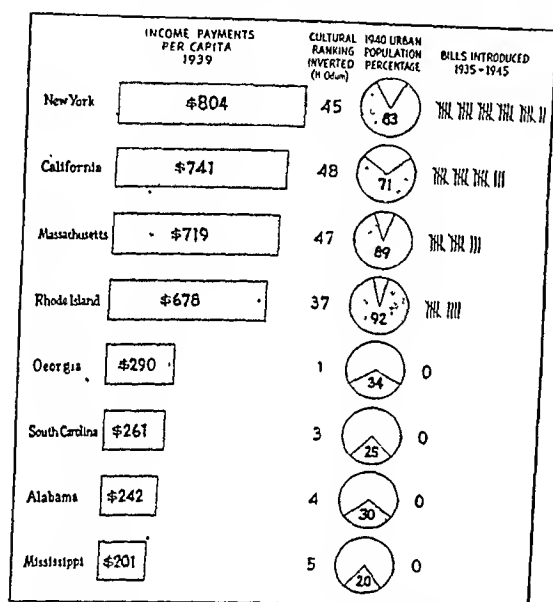 INCOME PAYMENTS
PER CAPITA
1939
CULTURAL
RANKING
INVERTED
(H Odum)
1940 URBAN
POPULATION
PERCENTAGE
BILLS INTRODUCED
1935-1945
New York $804 45 83
California $741 48 71
Massachusetts $719 47 89
Rhode Island $678 37 92
Georgia $290 1 34 0
South Carolina $261 3 25 0
Alabama $242 4 30 0
Mississippi $201 5 20 0